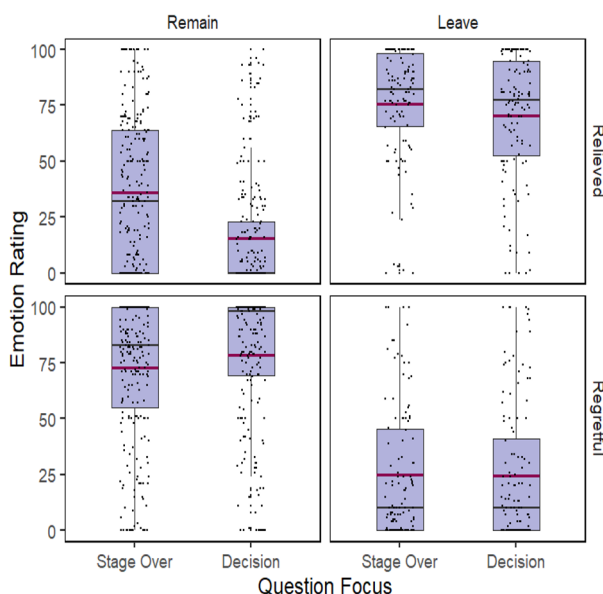 Remain
Leave
Emotion Rating
100
75
50
25
0
Relieved
100
75
50
25
0
Regretful
Stage Over
Decision
Stage Over
Decision
Question Focus